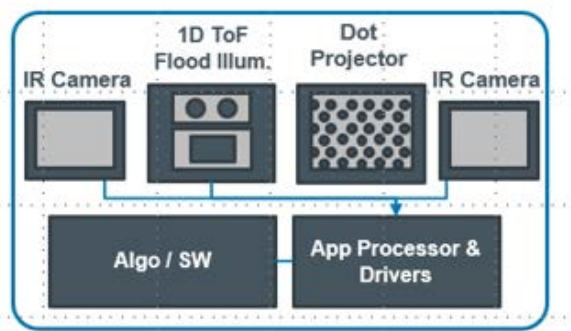 1D ToF
Flood Illum.
Dot
Projector
IR Camera
IR Camera
Algo / SW
App Processor &
Drivers